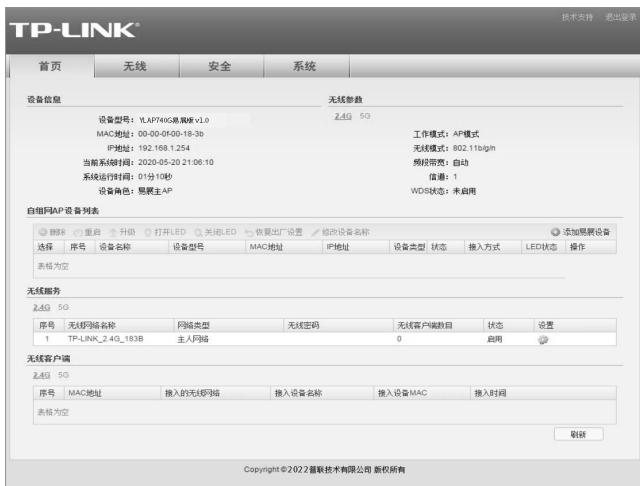 技术支持 退出登录
TP-LINK®
首页 无线 安全 系统
设备信息
设备型号: YLAP740G易展版 v1.0
MAC地址: 00-00-0f-00-18-3b
IP地址: 192.168.1.254
当前系统时间: 2020-05-20 21:06:10
系统运行时间: 01分10秒
设备角色: 易展主AP
无线参数
2.4G 5G
工作模式: AP模式
无线模式: 802.11b/g/n
频段带宽: 自动
信道: 1
WDS状态: 未启用
自组网AP设备列表
删除 重启 升级 打开LED 关闭LED 恢复出厂设置 修改设备名称 添加易展设备
选择 序号 设备名称 设备型号 MAC地址 IP地址 设备类型 状态 接入方式 LED状态 操作
表格为空
无线服务
2.4G 5G
序号 无线网络名称 网络类型 无线密码 无线客户端数目 状态 设置
1 TP-LINK_2.4G_183B 主人网络 0 启用
无线客户端
2.4G 5G
序号 MAC地址 接入的无线网络 接入设备名称 接入设备MAC 接入时间
表格为空
刷新
Copyright©2022普联技术有限公司 版权所有